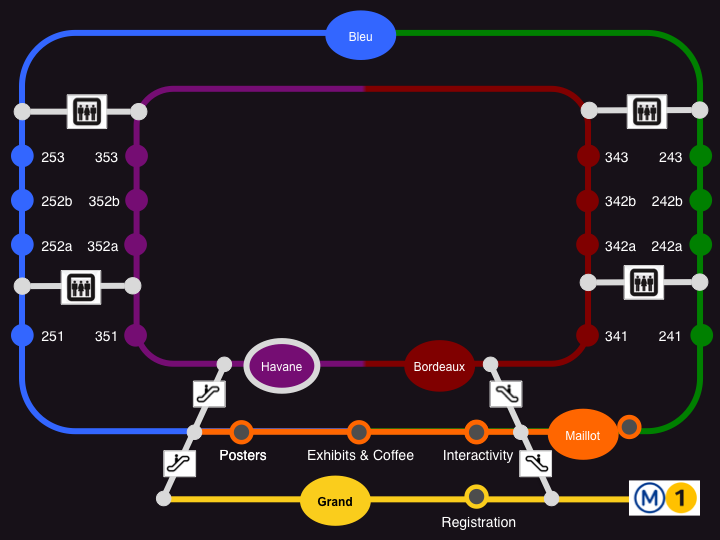 Bleu
253 353 343 243
252b 352b 342b 242b
252a 352a 342a 242a
251 351 341 241
Havane Bordeaux
Maillot
Posters Exhibits & Coffee Interactivity
Grand
M 1
Registration